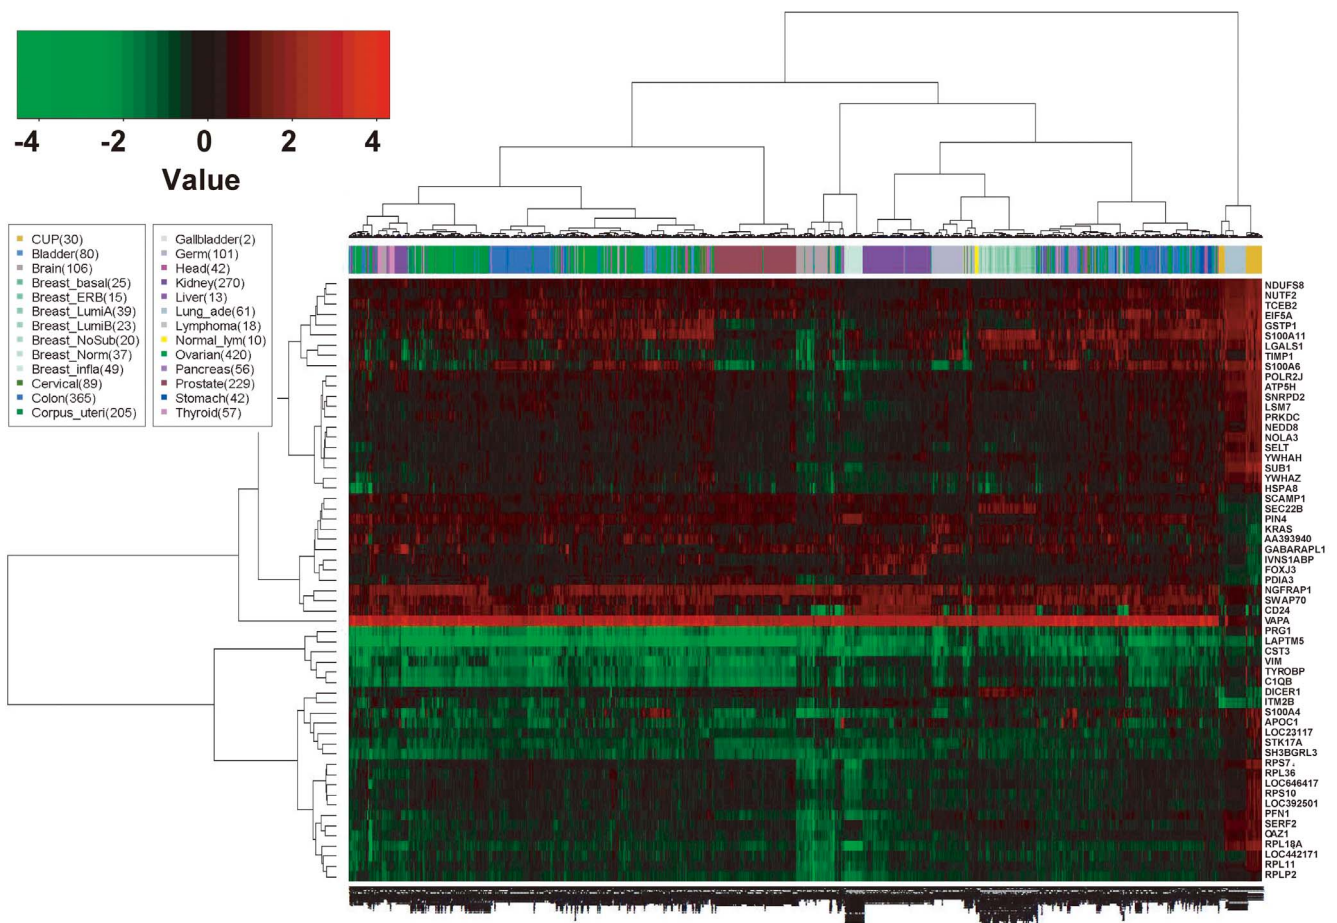 -4 -2 0 2 4
Value
CUP(30)
Bladder(80)
Brain(106)
Breast_basal(25)
Breast_ERB(15)
Breast_LumiA(39)
Breast_LumiB(23)
Breast_NoSub(20)
Breast_Norm(37)
Breast_infla(49)
Cervical(89)
Colon(365)
Corpus_uteri(205)
Gallbladder(2)
Germ(101)
Head(42)
Kidney(270)
Liver(13)
Lung_ade(61)
Lymphoma(18)
Normal_lym(10)
Ovarian(420)
Pancreas(56)
Prostate(229)
Stomach(42)
Thyroid(57)
NDUFS8
NUTF2
TCEB2
EIF5A
GSTP1
S100A11
LGALS1
TIMP1
S100A6
POLR2J
ATP5H
SNRPD2
LSM7
PRKDC
NEDD8
NOLA3
SELT
YWHAH
SUB1
YWHAZ
HSPA8
SCAMP1
SEC22B
PIN4
KRAS
AA393940
GABARAPL1
IVNS1ABP
FOXJ3
PDIA3
NGFRAP1
SWAP70
CD24
VAPA
PRG1
LAPTM5
CST3
VIM
TYROBP
C1QB
DICER1
ITM2B
S100A4
APOC1
LOC23117
STK17A
SH3BGRL3
RPS7.
RPL36
LOC646417
RPS10
LOC392501
PFN1
SERF2
OAZ1
RPL18A
LOC442171
RPL11
RPLP2